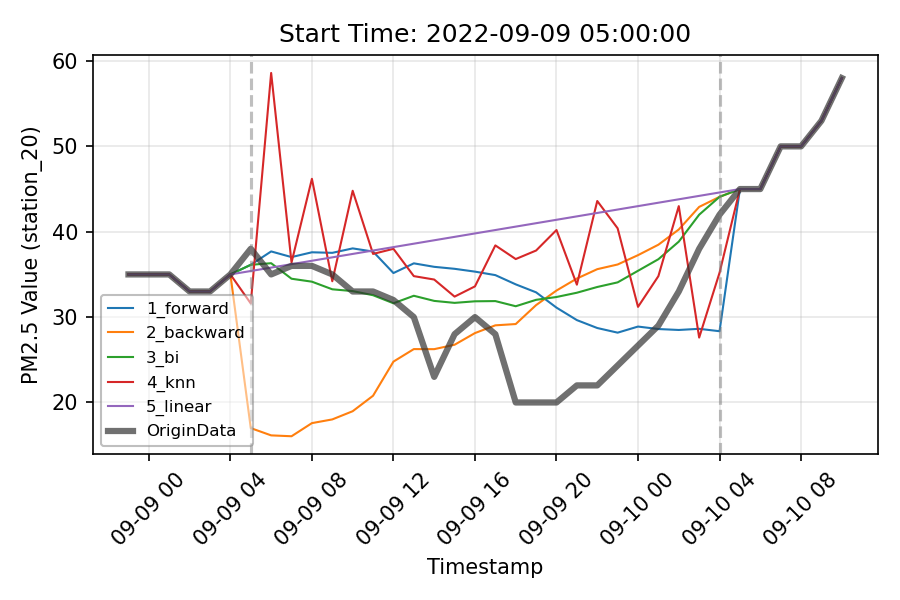 Start Time: 2022-09-09 05:00:00
PM2.5 Value (station_20)
60
50
40
30
20
1_forward
2_backward
3_bi
4_knn
5_linear
OriginData
09-09 00
09-09 04
09-09 08
09-09 12
09-09 16
09-09 20
09-10 00
09-10 04
09-10 08
Timestamp